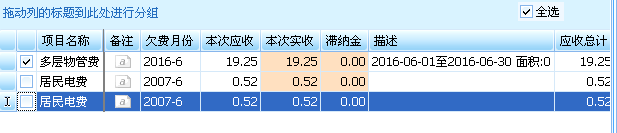 拖动列的标题到此处进行分组 全选
项目名称 备注 欠费月份 本次应收 本次实收 滞纳金 描述 应收总计
多层物管费 a 2016-6 19.25 19.25 0.00 2016-06-01至2016-06-30 面积:0 19.25
居民电费 a 2007-6 0.52 0.52 0.00 0.52
居民电费 a 2007-6 0.52 0.52 0.00 0.52